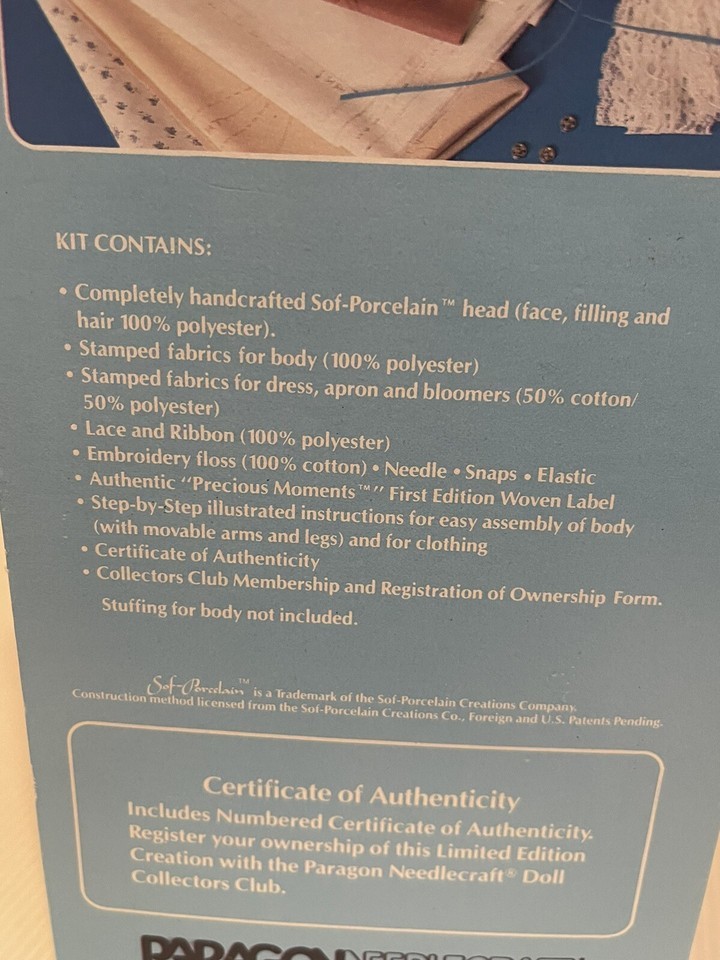 KIT CONTAINS:
• Completely handcrafted Sof-Porcelain™ head (face, filling and
hair 100% polyester).
• Stamped fabrics for body (100% polyester)
• Stamped fabrics for dress, apron and bloomers (50% cotton/
50% polyester)
• Lace and Ribbon (100% polyester)
• Embroidery floss (100% cotton) • Needle • Snaps • Elastic
• Authentic "Precious Moments™" First Edition Woven Label
• Step-by-Step illustrated instructions for easy assembly of body
(with movable arms and legs) and for clothing
• Certificate of Authenticity
• Collectors Club Membership and Registration of Ownership Form.
Stuffing for body not included.
Sof-Porcelain™ is a Trademark of the Sof-Porcelain Creations Company.
Construction method licensed from the Sof-Porcelain Creations Co., Foreign and U.S. Patents Pending.
Certificate of Authenticity
Includes Numbered Certificate of Authenticity.
Register your ownership of this Limited Edition
Creation with the Paragon Needlecraft® Doll
Collectors Club.
PARAGON NEEDLECRAFT